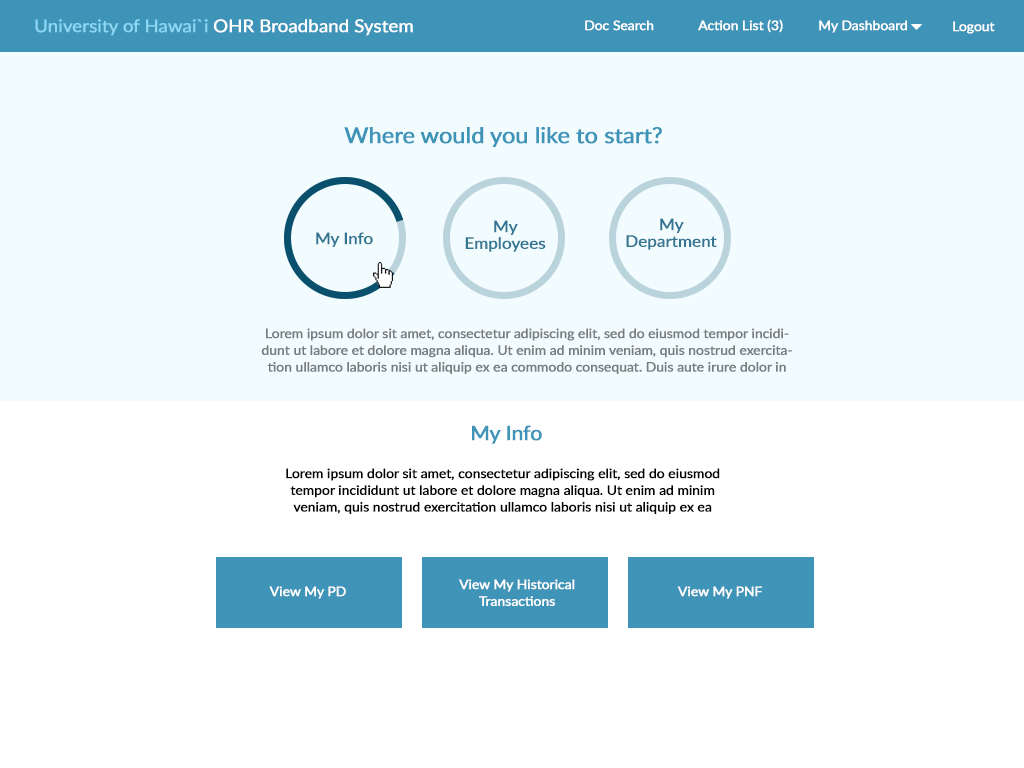 University of Hawai`i OHR Broadband System
Doc Search
Action List (3)
My Dashboard
Logout
Where would you like to start?
My Info
My
Employees
My
Department
Lorem ipsum dolor sit amet, consectetur adipiscing elit, sed do eiusmod tempor incidi-
dunt ut labore et dolore magna aliqua. Ut enim ad minim veniam, quis nostrud exercita-
tion ullamco laboris nisi ut aliquip ex ea commodo consequat. Duis aute irure dolor in
My Info
Lorem ipsum dolor sit amet, consectetur adipiscing elit, sed do eiusmod
tempor incididunt ut labore et dolore magna aliqua. Ut enim ad minim
veniam, quis nostrud exercitation ullamco laboris nisi ut aliquip ex ea
View My PD
View My Historical
Transactions
View My PNF